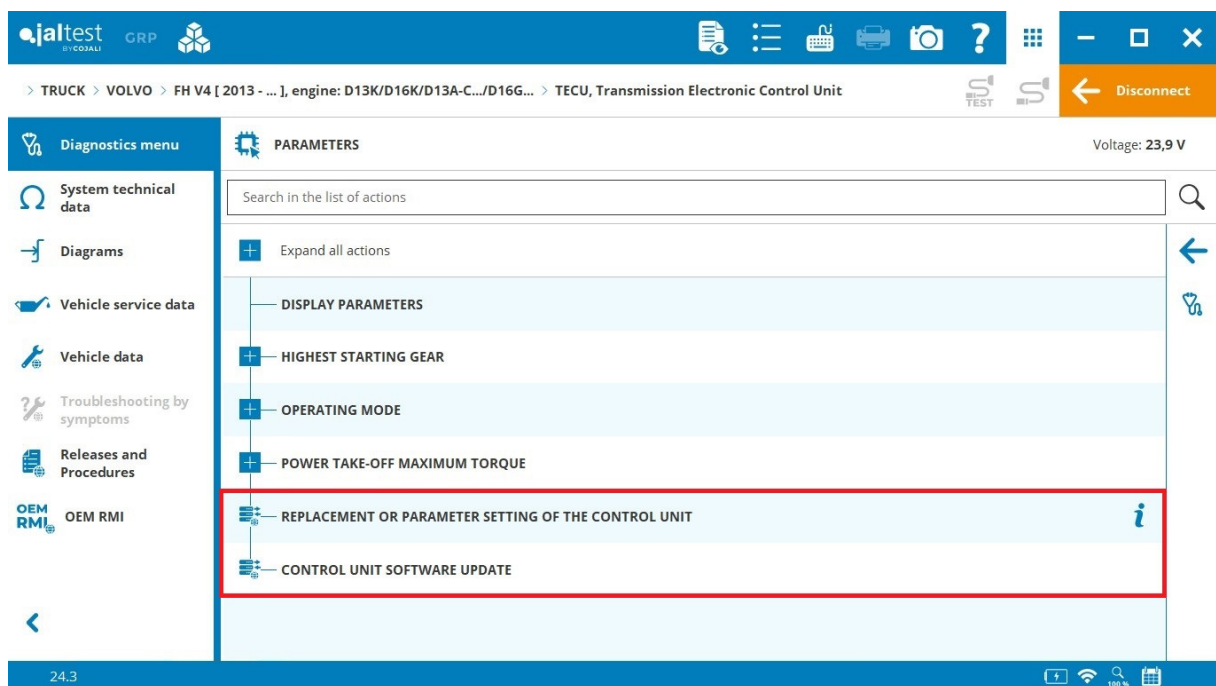 jaltest
BY COJALI
GRP
> TRUCK > VOLVO > FH V4 [ 2013 - ... ], engine: D13K/D16K/D13A-C.../D16G... > TECU, Transmission Electronic Control Unit
TEST
Disconnect
Diagnostics menu
PARAMETERS
Voltage: 23,9 V
System technical
data
Search in the list of actions
Diagrams
Expand all actions
Vehicle service data
DISPLAY PARAMETERS
Vehicle data
HIGHEST STARTING GEAR
Troubleshooting by
symptoms
OPERATING MODE
Releases and
Procedures
POWER TAKE-OFF MAXIMUM TORQUE
OEM
RMI
OEM RMI
REPLACEMENT OR PARAMETER SETTING OF THE CONTROL UNIT
i
CONTROL UNIT SOFTWARE UPDATE
24.3
100 %